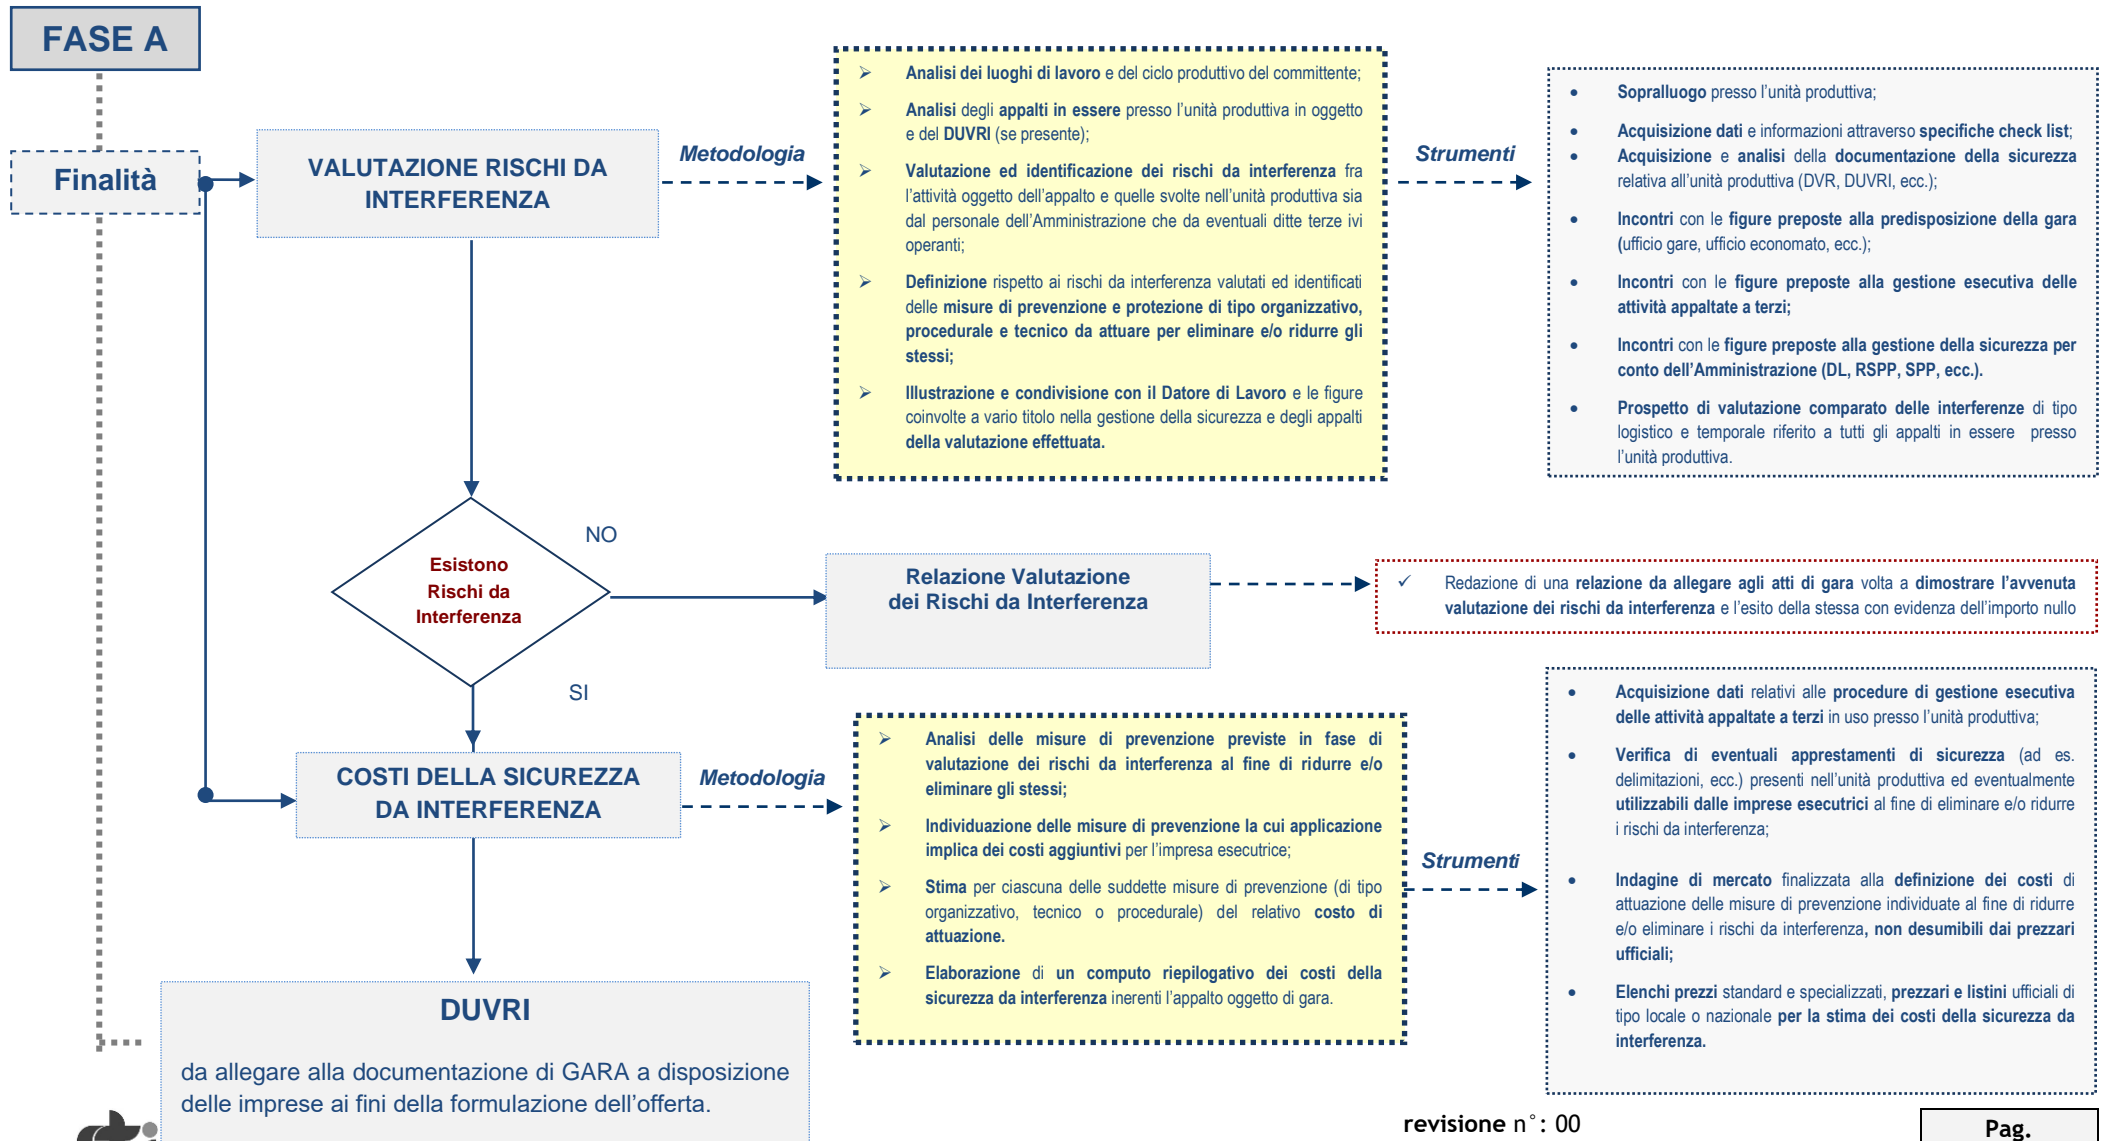 FASE A
Finalità
VALUTAZIONE RISCHI DA
INTERFERENZA
Metodologia
➢ Analisi dei luoghi di lavoro e del ciclo produttivo del committente;
➢ Analisi degli appalti in essere presso l'unità produttiva in oggetto
e del DUVRI (se presente);
➢ Valutazione ed identificazione dei rischi da interferenza fra
l'attività oggetto dell'appalto e quelle svolte nell'unità produttiva sia
dal personale dell'Amministrazione che da eventuali ditte terze ivi
operanti;
➢ Definizione rispetto ai rischi da interferenza valutati ed identificati
delle misure di prevenzione e protezione di tipo organizzativo,
procedurale e tecnico da attuare per eliminare e/o ridurre gli
stessi;
➢ Illustrazione e condivisione con il Datore di Lavoro e le figure
coinvolte a vario titolo nella gestione della sicurezza e degli appalti
della valutazione effettuata.
Strumenti
• Sopralluogo presso l'unità produttiva;
• Acquisizione dati e informazioni attraverso specifiche check list;
• Acquisizione e analisi della documentazione della sicurezza
relativa all'unità produttiva (DVR, DUVRI, ecc.);
• Incontri con le figure preposte alla predisposizione della gara
(ufficio gare, ufficio economato, ecc.);
• Incontri con le figure preposte alla gestione esecutiva delle
attività appaltate a terzi;
• Incontri con le figure preposte alla gestione della sicurezza per
conto dell'Amministrazione (DL, RSPP, SPP, ecc.).
• Prospetto di valutazione comparato delle interferenze di tipo
logistico e temporale riferito a tutti gli appalti in essere presso
l'unità produttiva.
Esistono
Rischi da
Interferenza
NO
Relazione Valutazione
dei Rischi da Interferenza
✓ Redazione di una relazione da allegare agli atti di gara volta a dimostrare l'avvenuta
valutazione dei rischi da interferenza e l'esito della stessa con evidenza dell'importo nullo
SI
COSTI DELLA SICUREZZA
DA INTERFERENZA
Metodologia
➢ Analisi delle misure di prevenzione previste in fase di
valutazione dei rischi da interferenza al fine di ridurre e/o
eliminare gli stessi;
➢ Individuazione delle misure di prevenzione la cui applicazione
implica dei costi aggiuntivi per l'impresa esecutrice;
➢ Stima per ciascuna delle suddette misure di prevenzione (di tipo
organizzativo, tecnico o procedurale) del relativo costo di
attuazione.
➢ Elaborazione di un computo riepilogativo dei costi della
sicurezza da interferenza inerenti l'appalto oggetto di gara.
Strumenti
• Acquisizione dati relativi alle procedure di gestione esecutiva
delle attività appaltate a terzi in uso presso l'unità produttiva;
• Verifica di eventuali apprestamenti di sicurezza (ad es.
delimitazioni, ecc.) presenti nell'unità produttiva ed eventualmente
utilizzabili dalle imprese esecutrici al fine di eliminare e/o ridurre
i rischi da interferenza;
• Indagine di mercato finalizzata alla definizione dei costi di
attuazione delle misure di prevenzione individuate al fine di ridurre
e/o eliminare i rischi da interferenza, non desumibili dai prezzari
ufficiali;
• Elenchi prezzi standard e specializzati, prezzari e listini ufficiali di
tipo locale o nazionale per la stima dei costi della sicurezza da
interferenza.
DUVRI
da allegare alla documentazione di GARA a disposizione
delle imprese ai fini della formulazione dell'offerta.
revisione n°: 00
Pag.